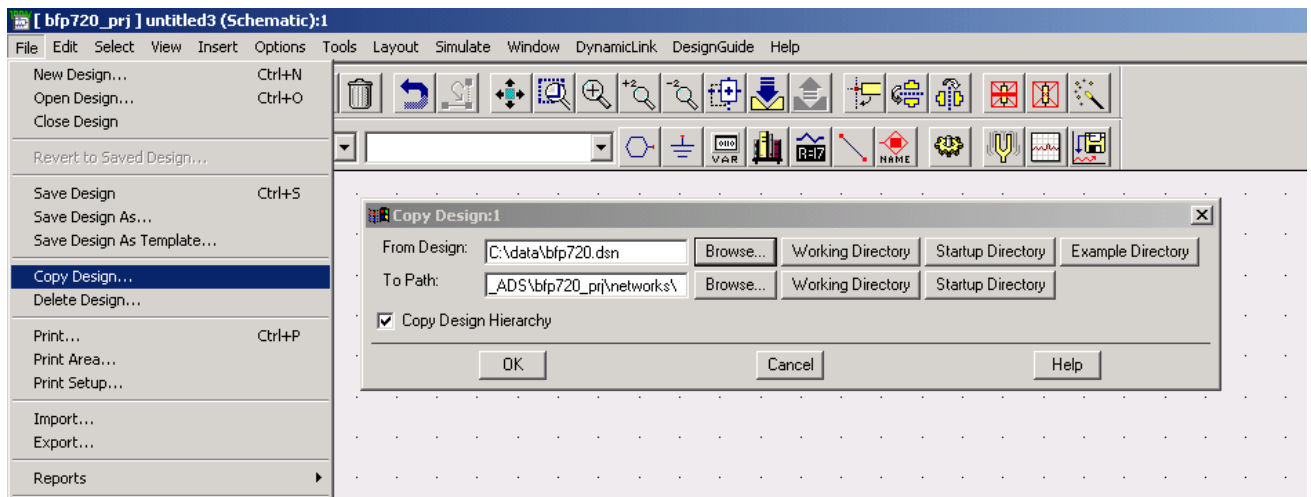 [ bfp720_prj ] untitled3 (Schematic):1
File Edit Select View Insert Options Tools Layout Simulate Window DynamicLink DesignGuide Help
New Design... Ctrl+N
Open Design... Ctrl+O
Close Design
Revert to Saved Design...
Save Design Ctrl+S
Save Design As...
Save Design As Template...
Copy Design...
Delete Design...
Print... Ctrl+P
Print Area...
Print Setup...
Import...
Export...
Reports
+2 -2
VAR NAME
Copy Design:1
From Design: C:\data\bfp720.dsn Browse... Working Directory Startup Directory Example Directory
To Path: _ADS\bfp720_prj\networks\ Browse... Working Directory Startup Directory
Copy Design Hierarchy
OK Cancel Help